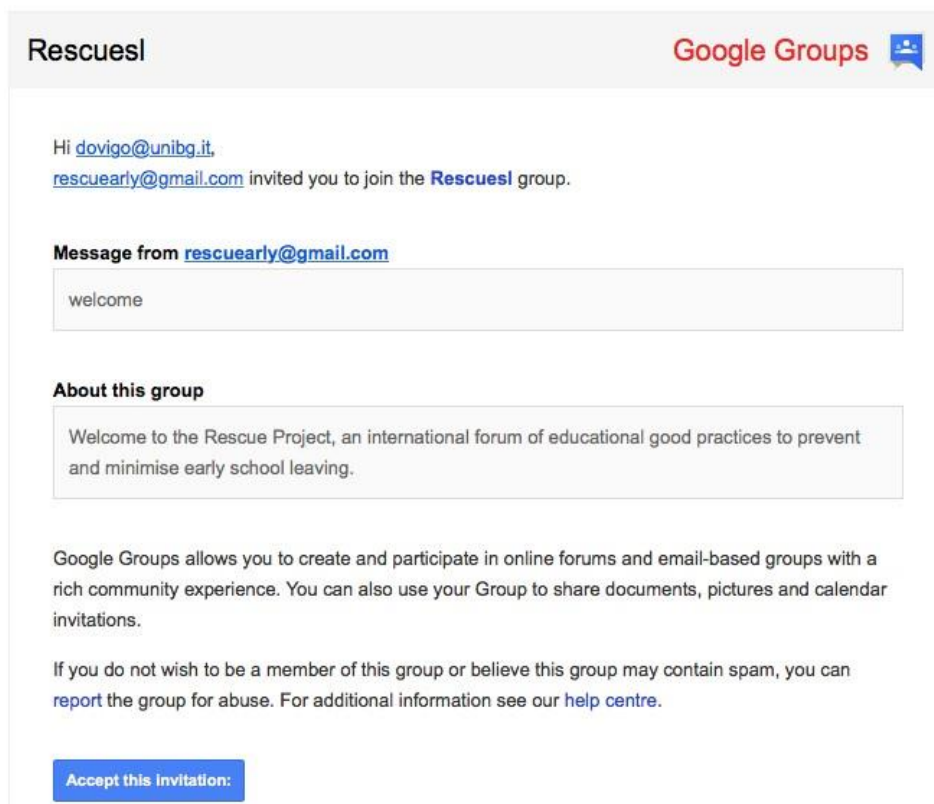 Rescuesl
Google Groups
Hi dovigo@unibg.it,
rescuearly@gmail.com invited you to join the Rescuesl group.
Message from rescuearly@gmail.com
welcome
About this group
Welcome to the Rescue Project, an international forum of educational good practices to prevent
and minimise early school leaving.
Google Groups allows you to create and participate in online forums and email-based groups with a
rich community experience. You can also use your Group to share documents, pictures and calendar
invitations.
If you do not wish to be a member of this group or believe this group may contain spam, you can
report the group for abuse. For additional information see our help centre.
Accept this invitation: